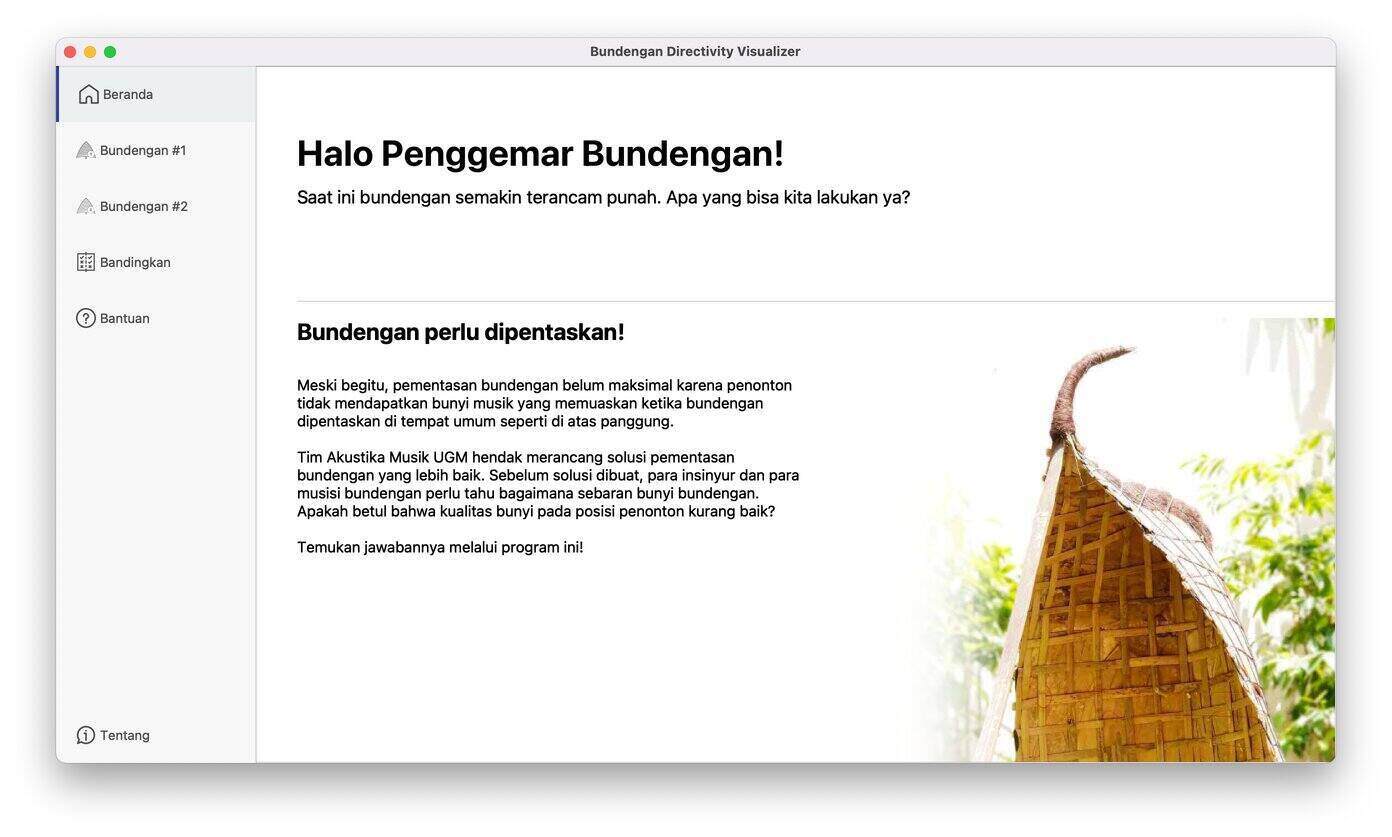 Bundengan Directivity Visualizer
Beranda
Bundengan #1
Bundengan #2
Bandingkan
Bantuan
Tentang
Halo Penggemar Bundengan!
Saat ini bundengan semakin terancam punah. Apa yang bisa kita lakukan ya?
Bundengan perlu dipentaskan!
Meski begitu, pementasan bundengan belum maksimal karena penonton
tidak mendapatkan bunyi musik yang memuaskan ketika bundengan
dipentaskan di tempat umum seperti di atas panggung.
Tim Akustika Musik UGM hendak merancang solusi pementasan
bundengan yang lebih baik. Sebelum solusi dibuat, para insinyur dan para
musisi bundengan perlu tahu bagaimana sebaran bunyi bundengan.
Apakah betul bahwa kualitas bunyi pada posisi penonton kurang baik?
Temukan jawabannya melalui program ini!